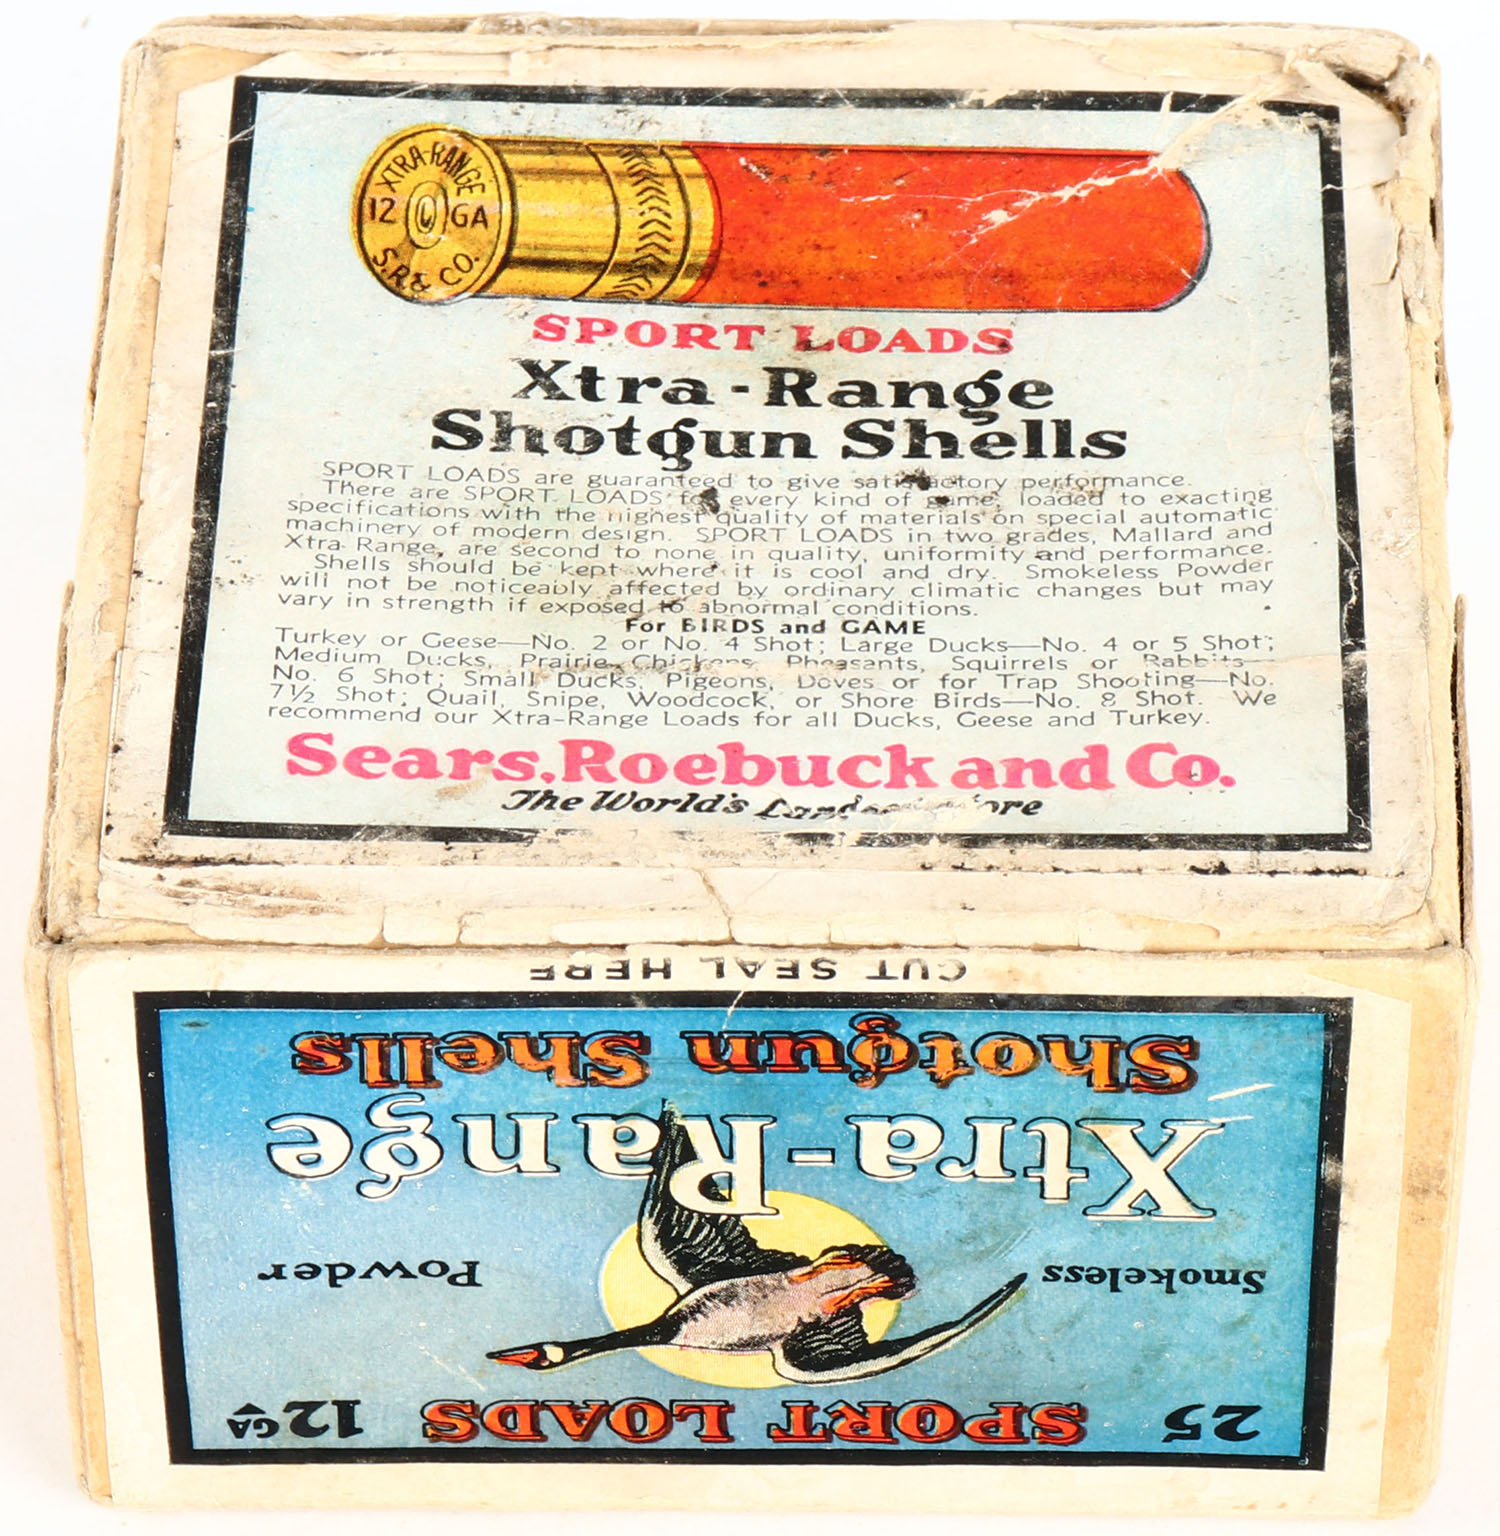 XTRA-RANGE
12 GA
S.R.& CO.
SPORT LOADS
Xtra-Range
Shotgun Shells
SPORT LOADS are guaranteed to give satisfactory performance.
There are SPORT LOADS for every kind of game, loaded to exacting
specifications with the highest quality of materials on special automatic
machinery of modern design. SPORT LOADS in two grades, Mallard and
Xtra-Range, are second to none in quality, uniformity and performance.
Shells should be kept where it is cool and dry. Smokeless Powder
will not be noticeably affected by ordinary climatic changes but may
vary in strength if exposed to abnormal conditions.
For BIRDS and GAME
Turkey or Geese—No. 2 or No. 4 Shot; Large Ducks—No. 4 or 5 Shot;
Medium Ducks, Prairie Chickens, Pheasants, Squirrels or Rabbits—
No. 6 Shot; Small Ducks, Pigeons, Doves or for Trap Shooting—No.
7½ Shot; Quail, Snipe, Woodcock, or Shore Birds—No. 8 Shot. We
recommend our Xtra-Range Loads for all Ducks, Geese and Turkey.
Sears, Roebuck and Co.
The World's
CUT SEAL HERE
25 SPORT LOADS 12 GA
Smokeless Powder
Xtra-Range
Shotgun Shells